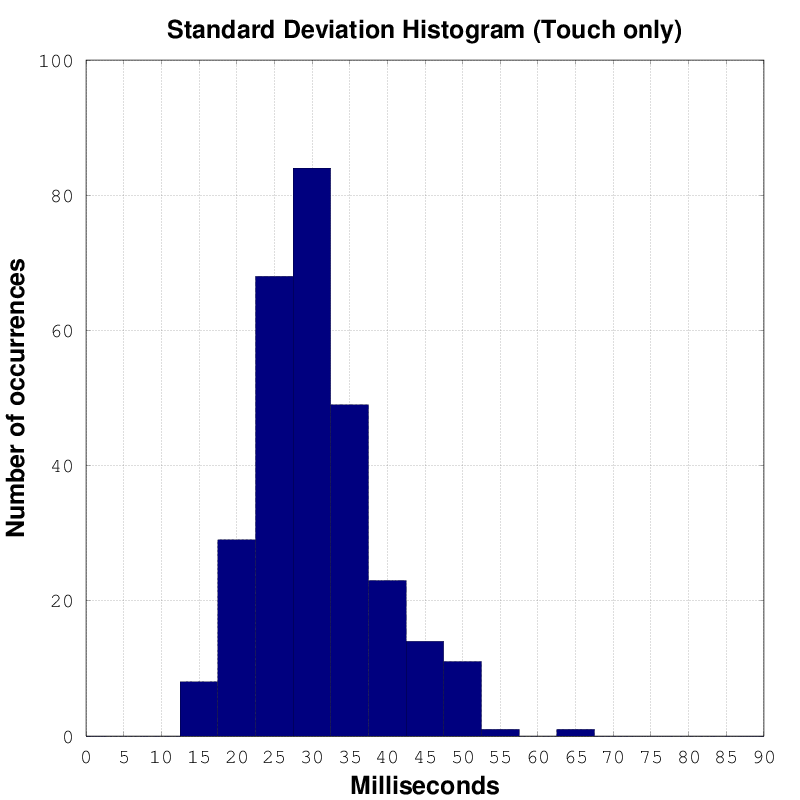 Standard Deviation Histogram (Touch only)
100
80
60
40
20
0
Number of occurrences
0 5 10 15 20 25 30 35 40 45 50 55 60 65 70 75 80 85 90
Milliseconds